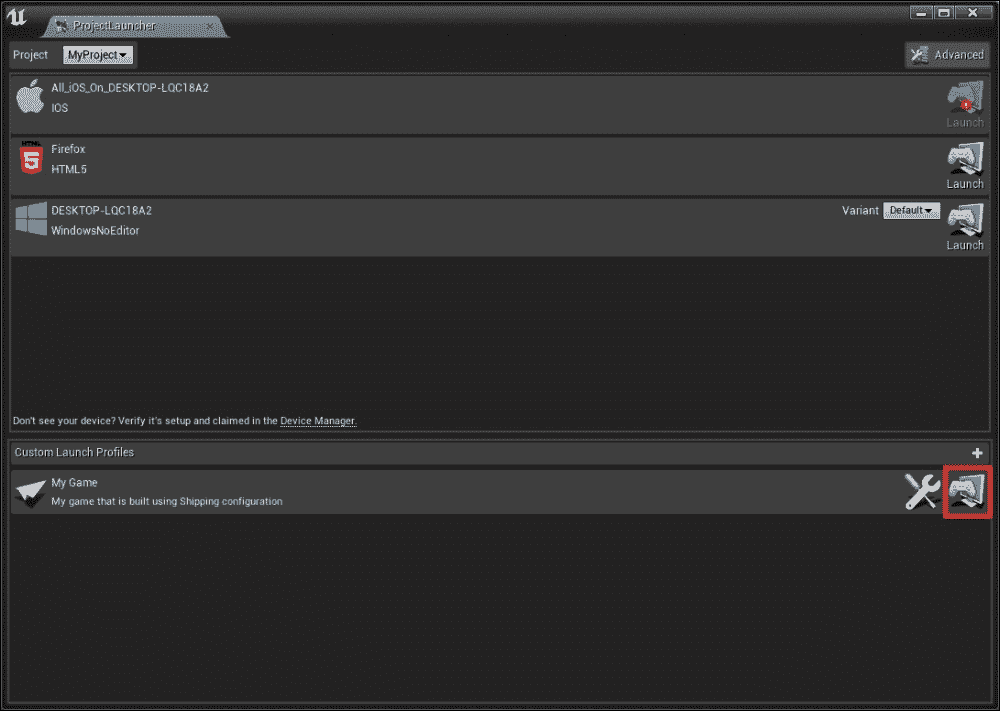 ProjectLauncher
Project MyProject Advanced
All_iOS_On_DESKTOP-LQC18A2
IOS
Launch
HTML
5
Firefox
HTML5
Launch
DESKTOP-LQC18A2
WindowsNoEditor
Variant Default
Launch
Don't see your device? Verify it's setup and claimed in the Device Manager.
Custom Launch Profiles
My Game
My game that is built using Shipping configuration